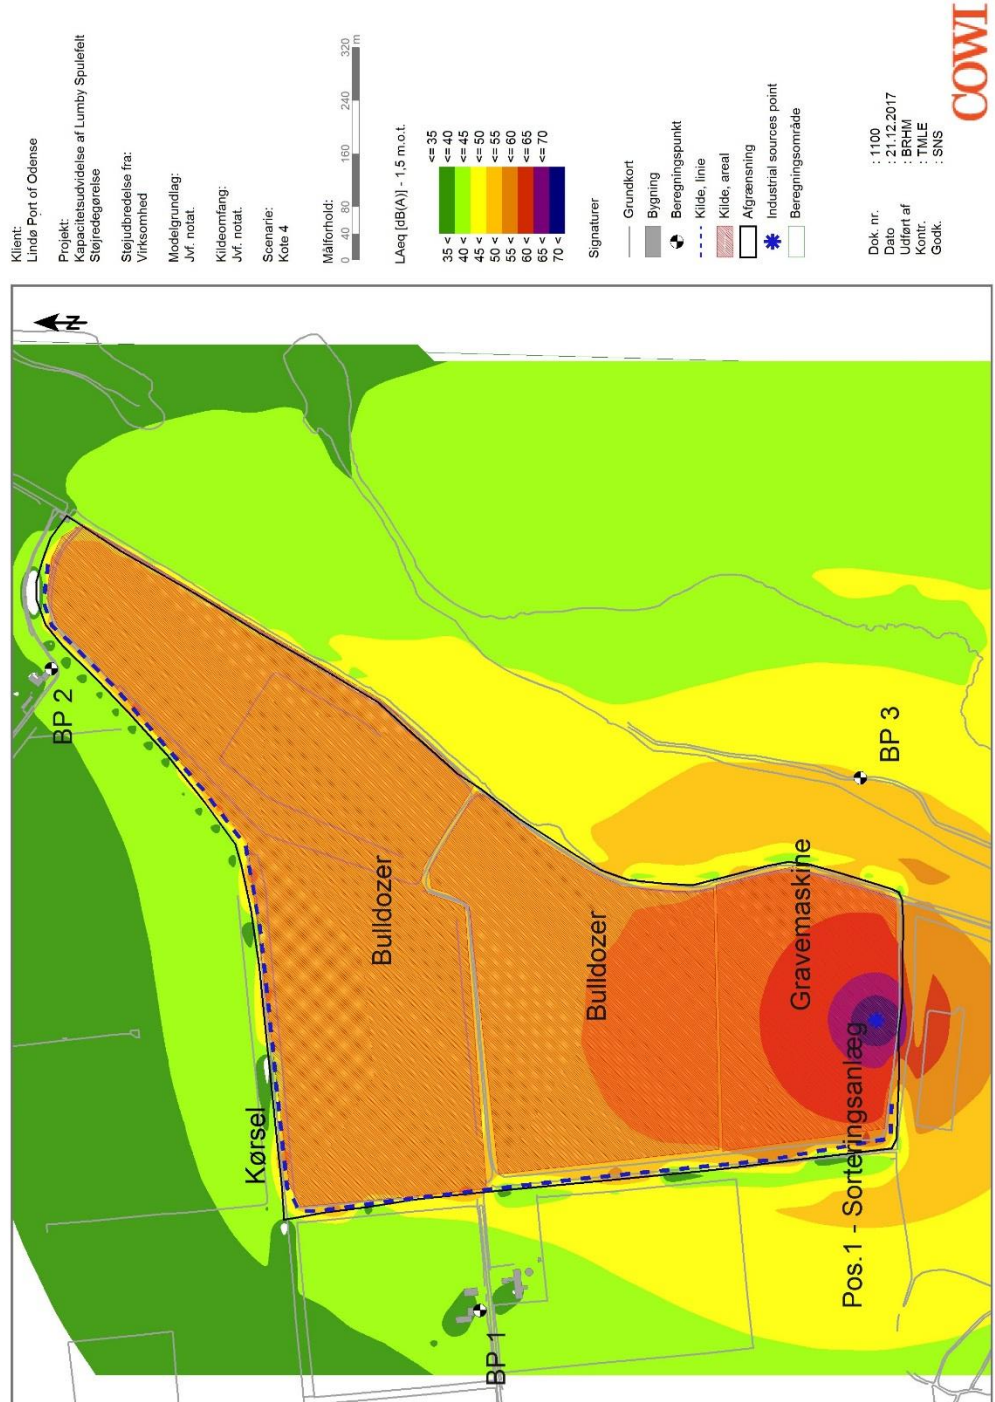 Klient:
Lindø Port of Odense
Projekt:
Kapacitetsudvidelse af Lumby Spulefelt
Støjredegørelse
Støjudbredelse fra:
Virksomhed
Modelgrundlag:
Jvf. notat.
Kildeomfang:
Jvf. notat.
Scenarie:
Kote 4
Målforhold:
0 40 80 160 240 320
m
LAeq [dB(A)] - 1,5 m.o.t.
<= 35
35 < <= 40
40 < <= 45
45 < <= 50
50 < <= 55
55 < <= 60
60 < <= 65
65 < <= 70
70 <
Signaturer
Grundkort
Bygning
Beregningspunkt
Kilde, linie
Kilde, areal
Afgrænsning
Industrial sources point
Beregningsområde
Dok. nr. : 1100
Dato : 21.12.2017
Udført af : BRHM
Kontr. : TMLE
Godk. : SNS
COWI
N
BP 2
BP 3
Bulldozer
Bulldozer
Gravemaskine
Kørsel
Pos.1 - Sorteringsanlæg
BP 1